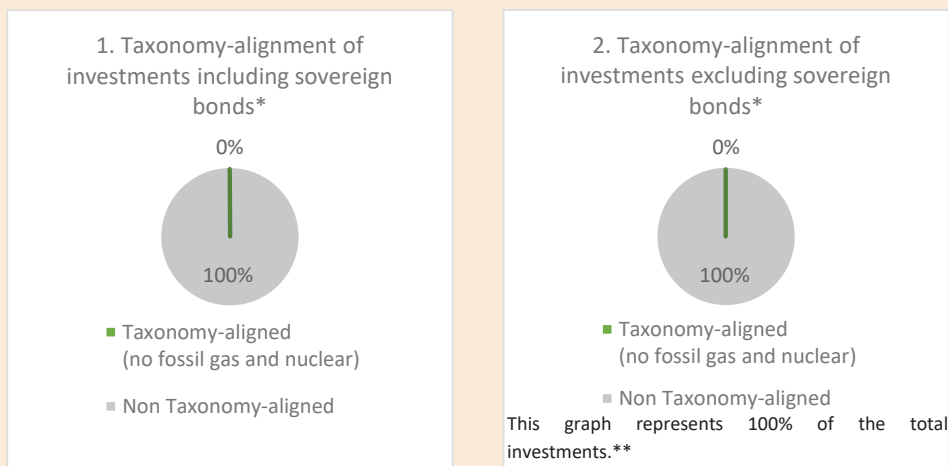 1. Taxonomy-alignment of
investments including sovereign
bonds*
0%
100%
Taxonomy-aligned
(no fossil gas and nuclear)
Non Taxonomy-aligned
2. Taxonomy-alignment of
investments excluding sovereign
bonds*
0%
100%
Taxonomy-aligned
(no fossil gas and nuclear)
Non Taxonomy-aligned
This graph represents 100% of the total
investments.**